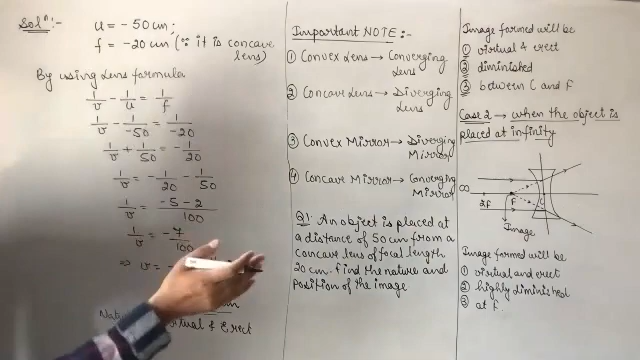 Solⁿ:-
u = -50 cm;
f = -20 cm (∵ it is concave lens)
By using lens formula
1/v - 1/u = 1/f
1/v - 1/-50 = 1/-20
1/v + 1/50 = -1/20
1/v = -1/20 - 1/50
1/v = -5-2/100
1/v = -7/100
⇒ v = -
Erect
Important NOTE:-
① Convex Lens → Converging
Lens
② Concave Lens → Diverging
Lens
③ Convex Mirror → Diverging
Mirror
④ Concave Mirror → Converging
Mirror
Q1: An object is placed at
a distance of 50cm from a
concave lens of focal length
20cm. find the nature and
position of the image
Image formed will be
① virtual & erect
② diminished
③ between C and F
Case 2 → when the object is
placed at infinity
∞
2F
F
C
Image
Image formed will be
① virtual and erect
② highly diminished
③ at F